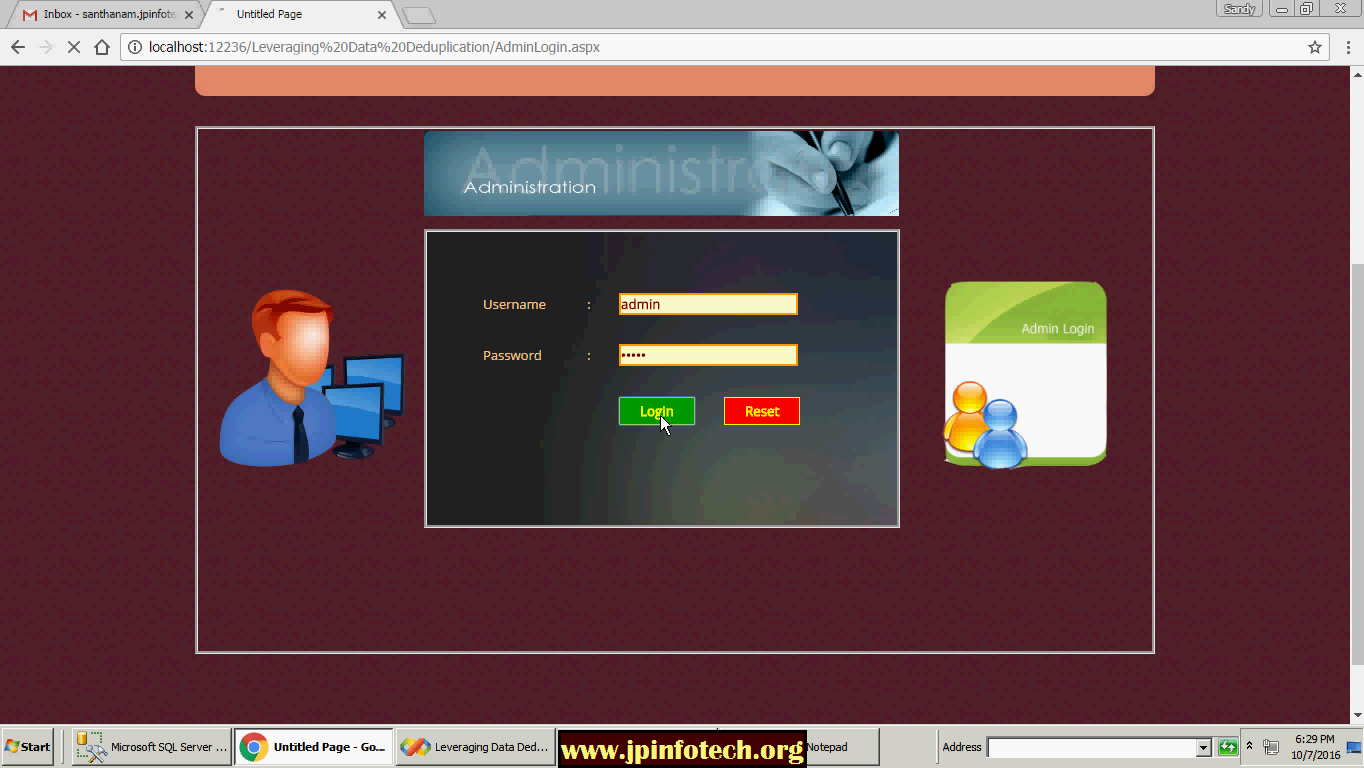 Inbox - santhanam.jpinfote
Untitled Page
Sandy
localhost:12236/Leveraging%20Data%20Deduplication/AdminLogin.aspx
Administration
Username :
admin
Password :
•••••
Login
Reset
Admin Login
Start
Microsoft SQL Server ...
Untitled Page - Go...
Leveraging Data Ded...
www.jpinfotech.org
Notepad
Address
6:29 PM
10/7/2016